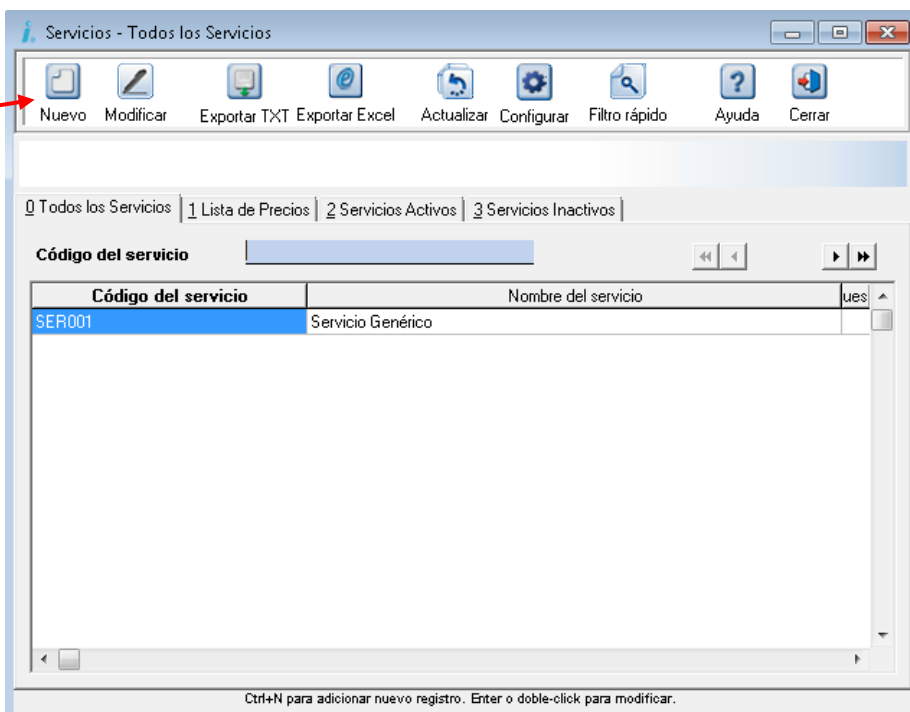 Servicios - Todos los Servicios
Nuevo Modificar Exportar TXT Exportar Excel Actualizar Configurar Filtro rápido Ayuda Cerrar
0 Todos los Servicios 1 Lista de Precios 2 Servicios Activos 3 Servicios Inactivos
Código del servicio
Código del servicio Nombre del servicio ues
SER001 Servicio Genérico
Ctrl+N para adicionar nuevo registro. Enter o doble-click para modificar.